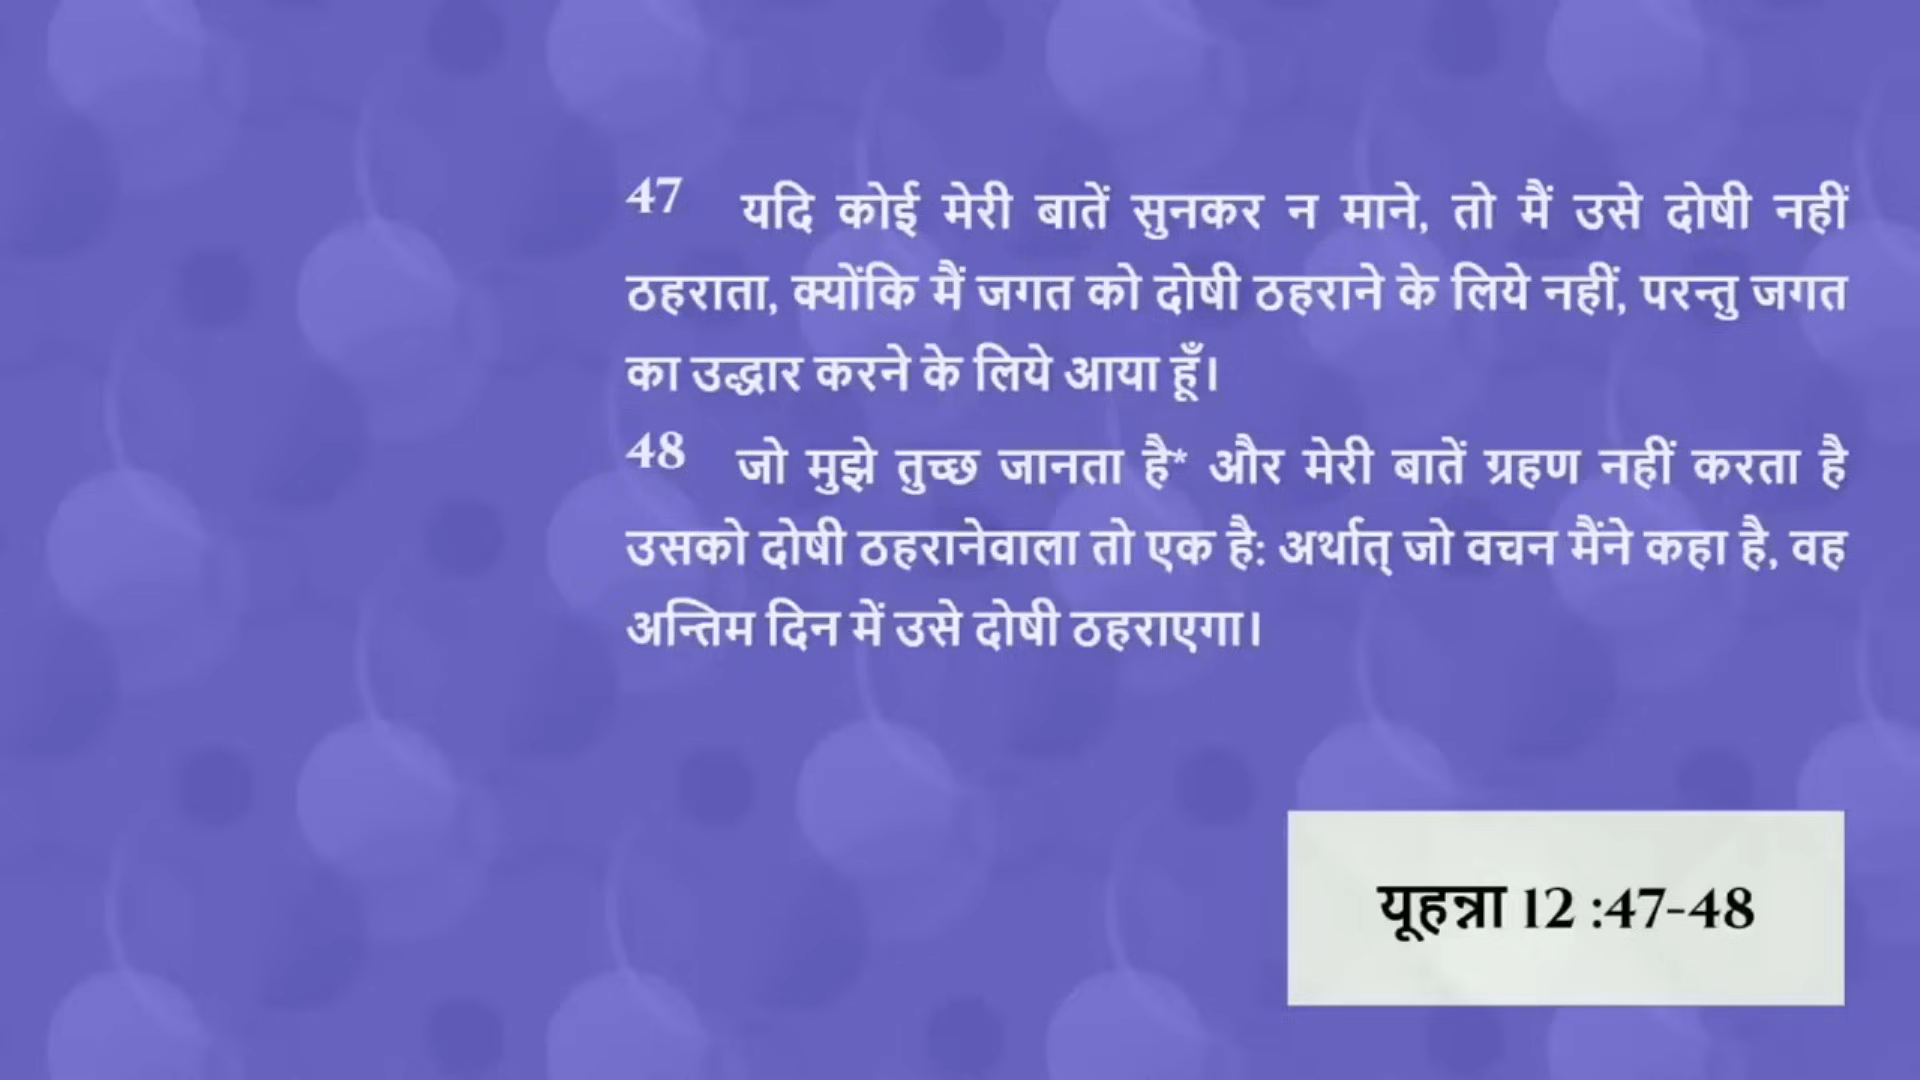 47 यदि कोई मेरी बातें सुनकर न माने, तो मैं उसे दोषी नहीं
ठहराता, क्योंकि मैं जगत को दोषी ठहराने के लिये नहीं, परन्तु जगत
का उद्धार करने के लिये आया हूँ।
48 जो मुझे तुच्छ जानता है* और मेरी बातें ग्रहण नहीं करता है
उसको दोषी ठहरानेवाला तो एक है: अर्थात् जो वचन मैंने कहा है, वह
अन्तिम दिन में उसे दोषी ठहराएगा।
यूहन्ना 12 :47-48